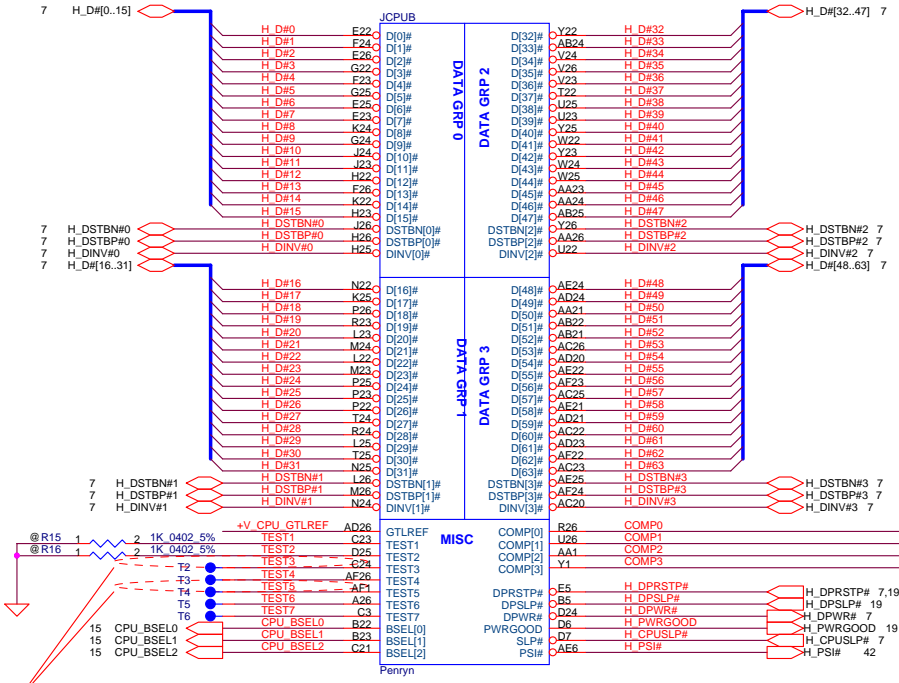 JCPUB
7 H_D#[0..15] H_D#[32..47] 7
H_D#0 E22 D[0]# D[32]# Y22 H_D#32
H_D#1 F24 D[1]# D[33]# AB24 H_D#33
H_D#2 E26 D[2]# D[34]# V24 H_D#34
H_D#3 G22 D[3]# D[35]# V26 H_D#35
H_D#4 F23 D[4]# D[36]# V23 H_D#36
H_D#5 G25 D[5]# D[37]# T22 H_D#37
H_D#6 E25 D[6]# D[38]# U25 H_D#38
H_D#7 E23 D[7]# D[39]# U23 H_D#39
H_D#8 K24 D[8]# D[40]# Y25 H_D#40
H_D#9 G24 D[9]# D[41]# W22 H_D#41
H_D#10 J24 D[10]# D[42]# Y23 H_D#42
H_D#11 J23 D[11]# D[43]# W24 H_D#43
H_D#12 H22 D[12]# D[44]# W25 H_D#44
H_D#13 F26 D[13]# D[45]# AA23 H_D#45
H_D#14 K22 D[14]# D[46]# AA24 H_D#46
H_D#15 H23 D[15]# D[47]# AB25 H_D#47
7 H_DSTBN#0 H_DSTBN#0 J26 DSTBN[0]# DSTBN[2]# Y26 H_DSTBN#2 H_DSTBN#2 7
7 H_DSTBP#0 H_DSTBP#0 H26 DSTBP[0]# DSTBP[2]# AA26 H_DSTBP#2 H_DSTBP#2 7
7 H_DINV#0 H_DINV#0 H25 DINV[0]# DINV[2]# U22 H_DINV#2 H_DINV#2 7
DATA GRP 0
DATA GRP 2
7 H_D#[16..31] H_D#[48..63] 7
H_D#16 N22 D[16]# D[48]# AE24 H_D#48
H_D#17 K25 D[17]# D[49]# AD24 H_D#49
H_D#18 P26 D[18]# D[50]# AA21 H_D#50
H_D#19 R23 D[19]# D[51]# AB22 H_D#51
H_D#20 L23 D[20]# D[52]# AB21 H_D#52
H_D#21 M24 D[21]# D[53]# AC26 H_D#53
H_D#22 L22 D[22]# D[54]# AD20 H_D#54
H_D#23 M23 D[23]# D[55]# AE22 H_D#55
H_D#24 P25 D[24]# D[56]# AF23 H_D#56
H_D#25 P23 D[25]# D[57]# AC25 H_D#57
H_D#26 P22 D[26]# D[58]# AE21 H_D#58
H_D#27 T24 D[27]# D[59]# AD21 H_D#59
H_D#28 R24 D[28]# D[60]# AC22 H_D#60
H_D#29 L25 D[29]# D[61]# AD23 H_D#61
H_D#30 T25 D[30]# D[62]# AF22 H_D#62
H_D#31 N25 D[31]# D[63]# AC23 H_D#63
7 H_DSTBN#1 H_DSTBN#1 L26 DSTBN[1]# DSTBN[3]# AE25 H_DSTBN#3 H_DSTBN#3 7
7 H_DSTBP#1 H_DSTBP#1 M26 DSTBP[1]# DSTBP[3]# AF24 H_DSTBP#3 H_DSTBP#3 7
7 H_DINV#1 H_DINV#1 N24 DINV[1]# DINV[3]# AC20 H_DINV#3 H_DINV#3 7
DATA GRP 1
DATA GRP 3
MISC
+V_CPU_GTLREF AD26 GTLREF COMP[0] R26 COMP0
@R15 1 2 1K_0402_5% TEST1 C23 TEST1 COMP[1] U26 COMP1
@R16 1 2 1K_0402_5% TEST2 D25 TEST2 COMP[2] AA1 COMP2
T2 TEST3 C24 TEST3 COMP[3] Y1 COMP3
T3 TEST4 AF26 TEST4
T4 TEST5 AF1 TEST5 DPRSTP# E5 H_DPRSTP# H_DPRSTP# 7,19
T5 TEST6 A26 TEST6 DPSLP# B5 H_DPSLP# H_DPSLP# 19
T6 TEST7 C3 TEST7 DPWR# D24 H_DPWR# H_DPWR# 7
15 CPU_BSEL0 CPU_BSEL0 B22 BSEL[0] PWRGOOD D6 H_PWRGOOD H_PWRGOOD 19
15 CPU_BSEL1 CPU_BSEL1 B23 BSEL[1] SLP# D7 H_CPUSLP# H_CPUSLP# 7
15 CPU_BSEL2 CPU_BSEL2 C21 BSEL[2] PSI# AE6 H_PSI# H_PSI# 42
Penryn